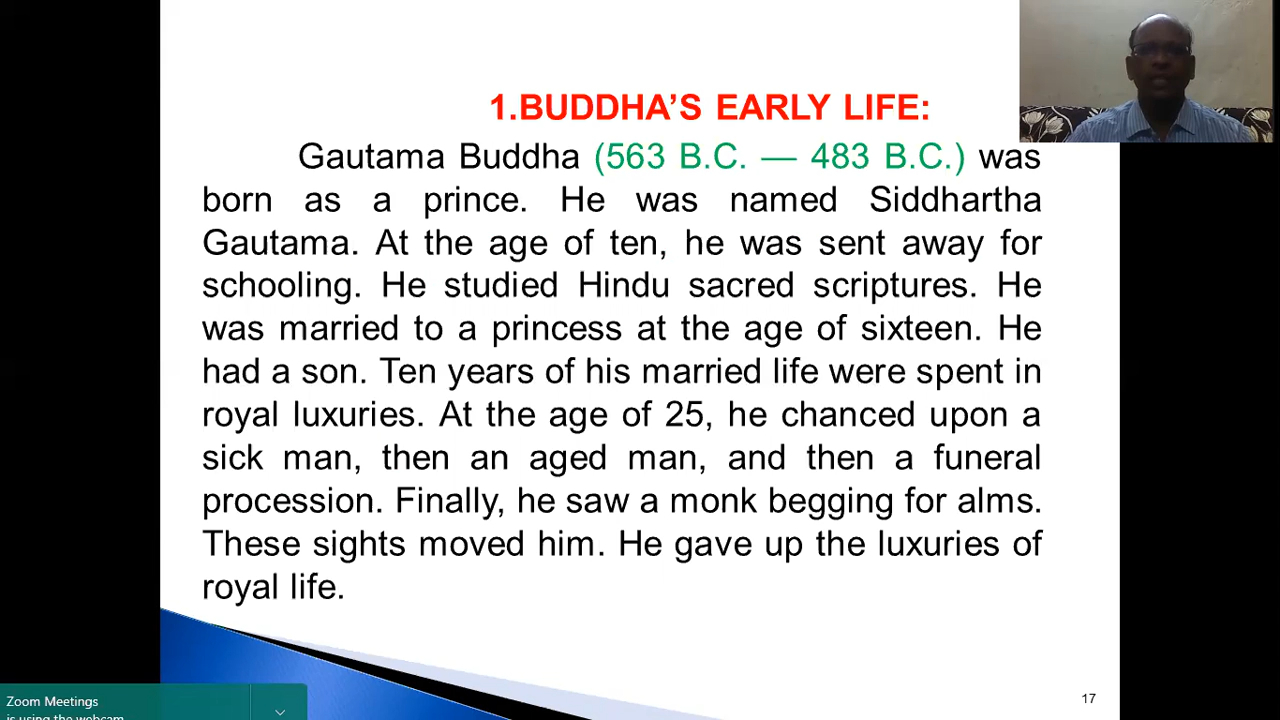 1.BUDDHA’S EARLY LIFE:
Gautama Buddha (563 B.C. — 483 B.C.) was
born as a prince. He was named Siddhartha
Gautama. At the age of ten, he was sent away for
schooling. He studied Hindu sacred scriptures. He
was married to a princess at the age of sixteen. He
had a son. Ten years of his married life were spent in
royal luxuries. At the age of 25, he chanced upon a
sick man, then an aged man, and then a funeral
procession. Finally, he saw a monk begging for alms.
These sights moved him. He gave up the luxuries of
royal life.
17
Zoom Meetings
is using the webcam